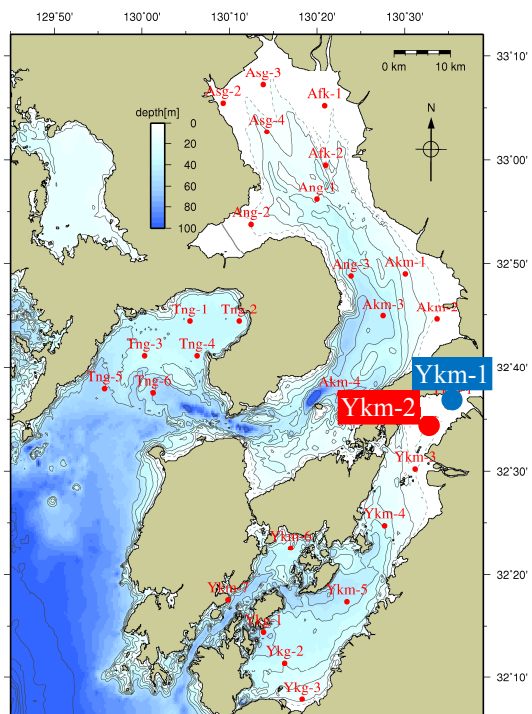 129˚50' 130˚00' 130˚10' 130˚20' 130˚30'
33˚10'
0 km 10 km
Asg-3
Asg-2
Afk-1
depth[m]
0
20
40
60
80
100
Asg-4
N
33˚00'
Afk-2
Ang-1
Ang-2
32˚50'
Ang-3
Akm-1
Akm-3
Akm-2
Tng-1
Tng-2
Tng-3
Tng-4
32˚40'
Tng-5
Tng-6
Akm-4
Ykm-1
Ykm-2
Ykm-3
32˚30'
Ykm-4
Ykm-6
32˚20'
Ykm-7
Ykm-5
Ykg-1
Ykg-2
32˚10'
Ykg-3